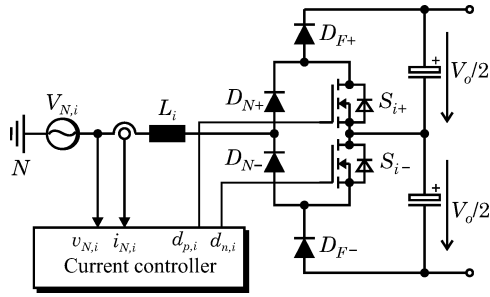 D_{F+}
V_{N,i}
L_i
D_{N+}
S_{i+}
V_o/2
+
N
D_{N−}
S_{i−}
V_o/2
+
v_{N,i} i_{N,i} d_{p,i} d_{n,i}
Current controller
D_{F−}